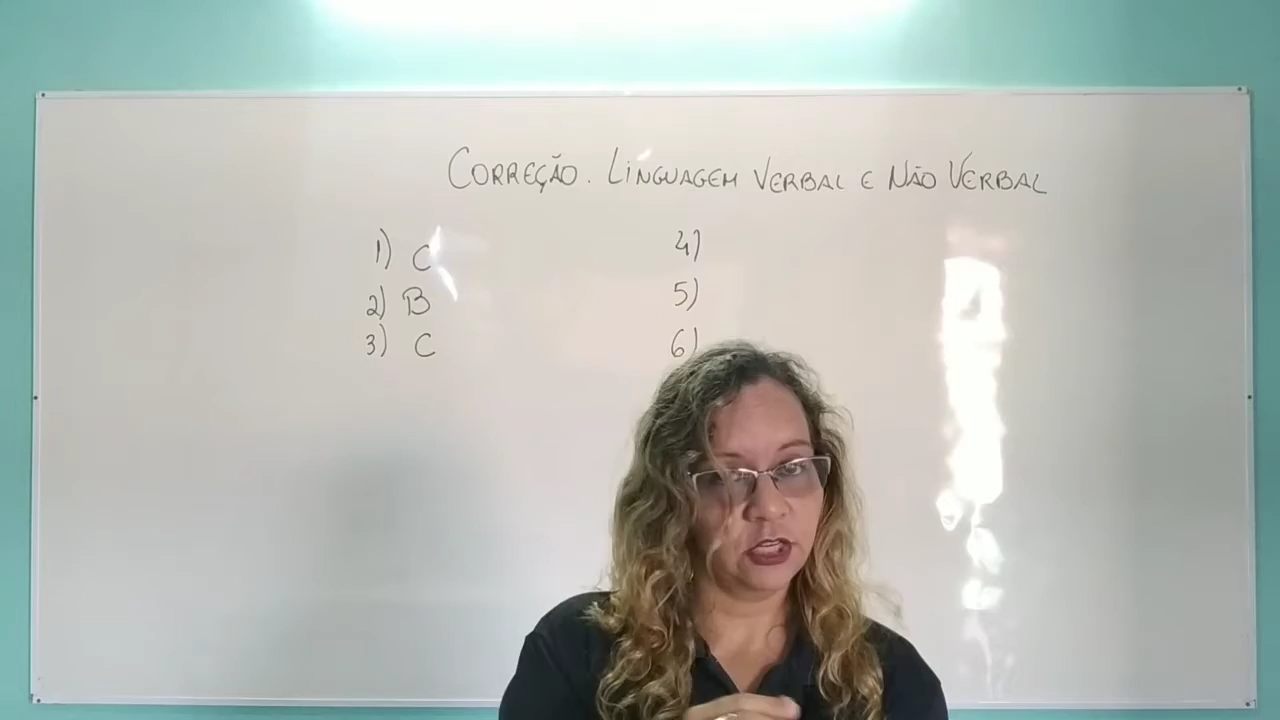 CORREÇÃO. LINGUAGEM VERBAL E NÃO VERBAL
1) C
2) B
3) C
4)
5)
6)